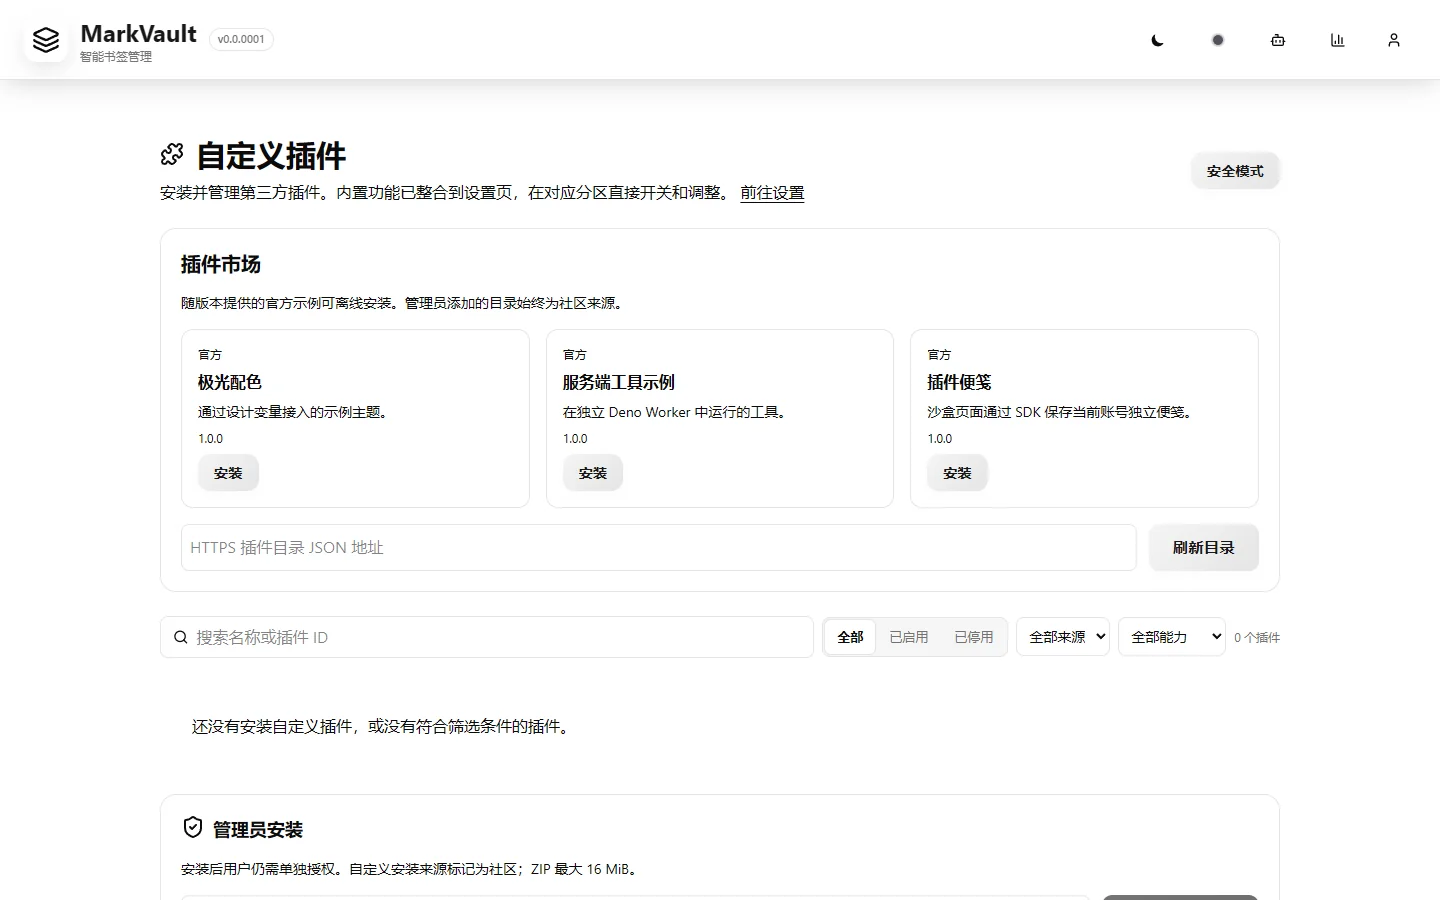 MarkVault
v0.0.0001
智能书签管理
自定义插件
安装并管理第三方插件。内置功能已整合到设置页，在对应分区直接开关和调整。 前往设置
安全模式
插件市场
随版本提供的官方示例可离线安装。管理员添加的目录始终为社区来源。
官方
极光配色
通过设计变量接入的示例主题。
1.0.0
安装
官方
服务端工具示例
在独立 Deno Worker 中运行的工具。
1.0.0
安装
官方
插件便笺
沙盒页面通过 SDK 保存当前账号独立便笺。
1.0.0
安装
HTTPS 插件目录 JSON 地址
刷新目录
搜索名称或插件 ID
全部
已启用
已停用
全部来源
全部能力
0 个插件
还没有安装自定义插件，或没有符合筛选条件的插件。
管理员安装
安装后用户仍需单独授权。自定义安装来源标记为社区；ZIP 最大 16 MiB。